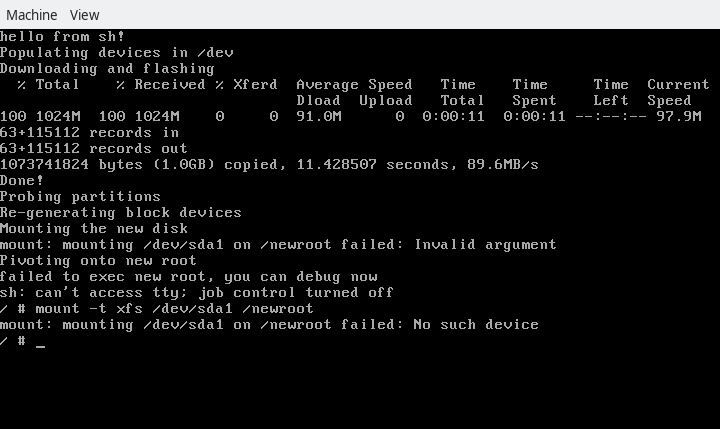 Machine View
hello from sh!
Populating devices in /dev
Downloading and flashing
  % Total    % Received % Xferd  Average Speed   Time    Time     Time  Current
                                 Dload  Upload   Total   Spent    Left  Speed
100 1024M  100 1024M    0     0  91.0M      0  0:00:11  0:00:11 --:--:-- 97.9M
63+115112 records in
63+115112 records out
1073741824 bytes (1.0GB) copied, 11.428507 seconds, 89.6MB/s
Done!
Probing partitions
Re-generating block devices
Mounting the new disk
mount: mounting /dev/sda1 on /newroot failed: Invalid argument
Pivoting onto new root
failed to exec new root, you can debug now
sh: can't access tty; job control turned off
/ # mount -t xfs /dev/sda1 /newroot
mount: mounting /dev/sda1 on /newroot failed: No such device
/ # _